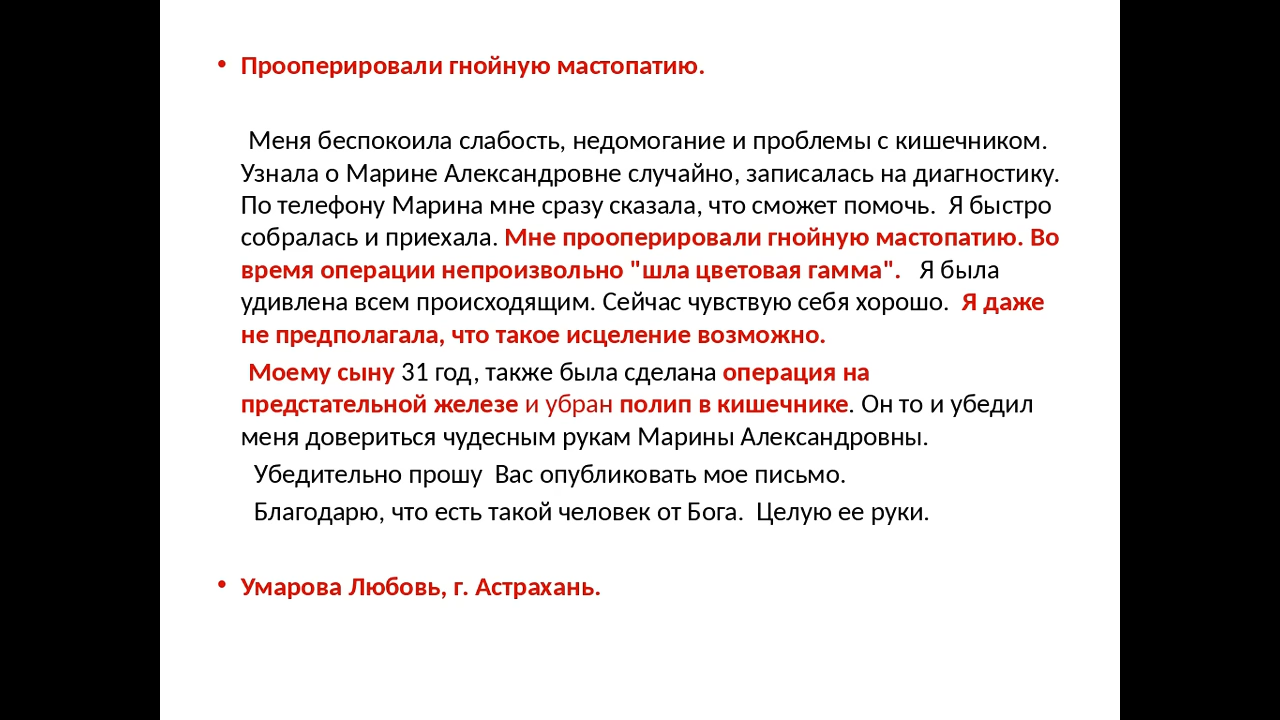 • Прооперировали гнойную мастопатию.
Меня беспокоила слабость, недомогание и проблемы с кишечником.
Узнала о Марине Александровне случайно, записалась на диагностику.
По телефону Марина мне сразу сказала, что сможет помочь.  Я быстро
собралась и приехала. Мне прооперировали гнойную мастопатию. Во
время операции непроизвольно "шла цветовая гамма".   Я была
удивлена всем происходящим. Сейчас чувствую себя хорошо.  Я даже
не предполагала, что такое исцеление возможно.
Моему сыну 31 год, также была сделана операция на
предстательной железе и убран полип в кишечнике. Он то и убедил
меня довериться чудесным рукам Марины Александровны.
Убедительно прошу  Вас опубликовать мое письмо.
Благодарю, что есть такой человек от Бога.  Целую ее руки.
• Умарова Любовь, г. Астрахань.